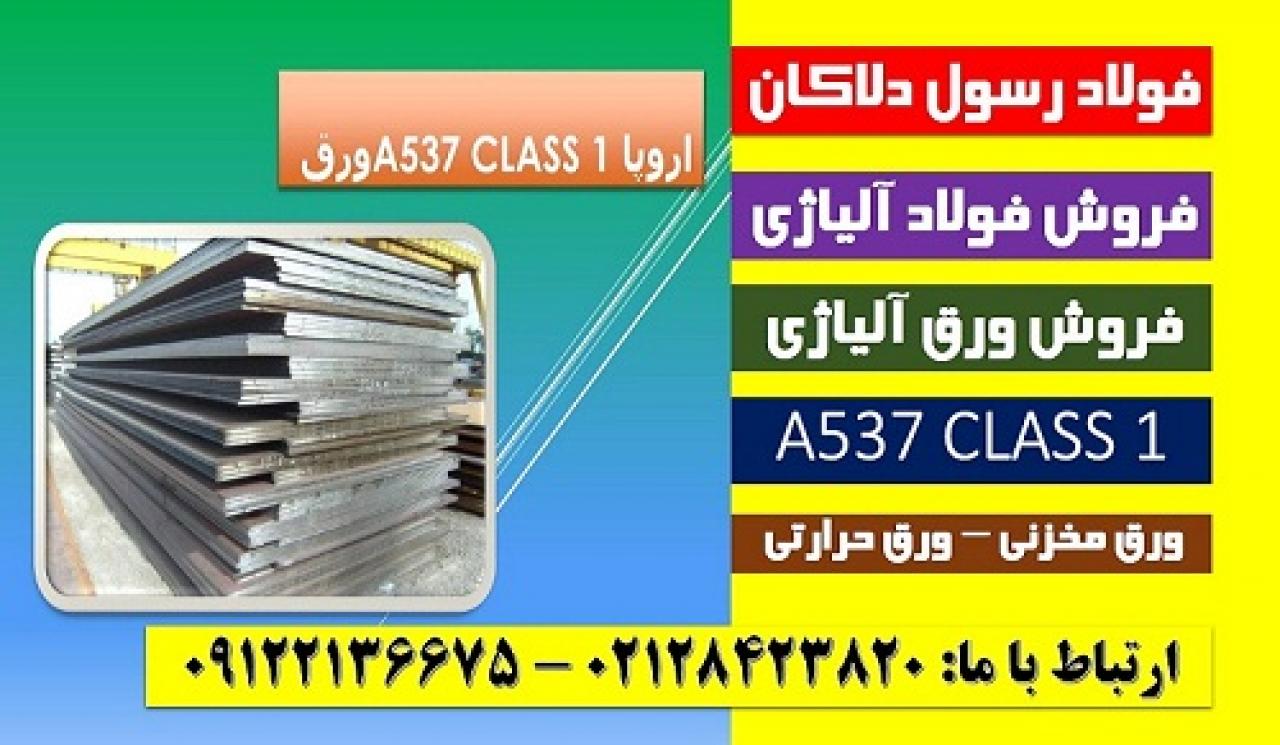 فولاد رسول دلاکان
اروپا A537 CLASS 1ورق
فروش فولاد آلیاژی
فروش ورق آلیاژی
A537 CLASS 1
ورق مخزنی – ورق حرارتی
ارتباط با ما: ۰۲۱۲۸۴۲۳۸۲۰ – ۰۹۱۲۲۱۳۶۶۷۵